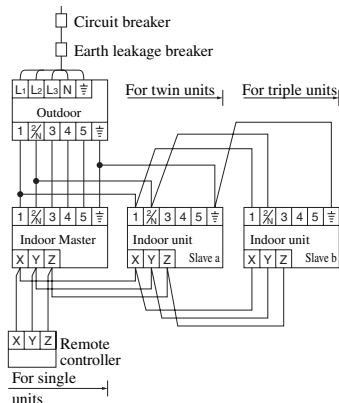 Circuit breaker
Earth leakage breaker
L1 L2 L3 N ⏚
Outdoor
For twin units
For triple units
1 2/N 3 4 5 ⏚
1 2/N 3 4 5 ⏚
1 2/N 3 4 5 ⏚
1 2/N 3 4 5 ⏚
Indoor Master
Indoor unit
Indoor unit
X Y Z
X Y Z
Slave a
X Y Z
Slave b
X Y Z
Remote
controller
For single
units